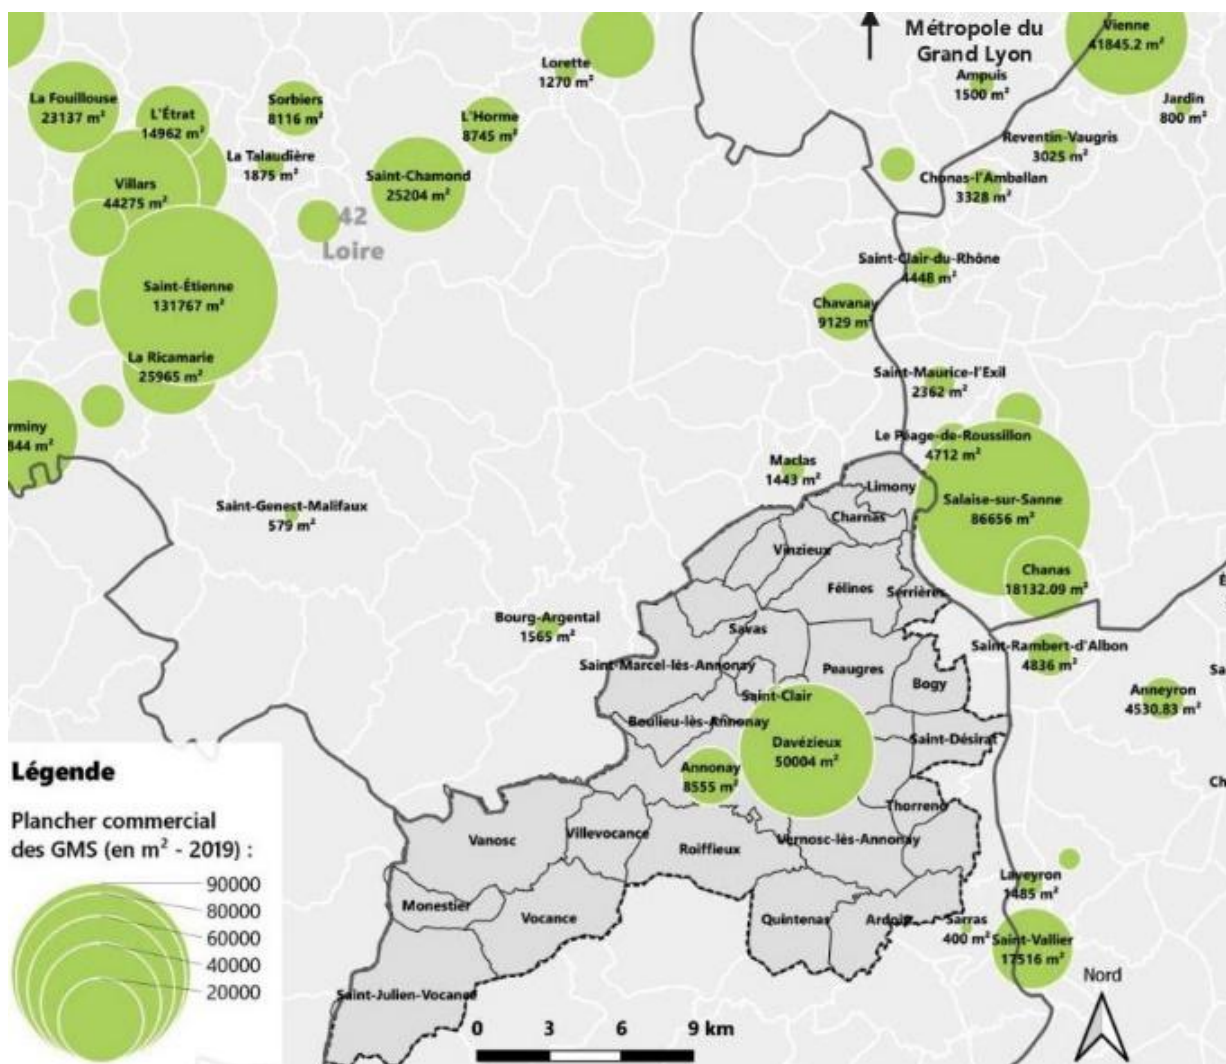 Métropole du
Grand Lyon
Vienne
41845.2 m²
Ampuis
1500 m²
Jardin
800 m²
Reventin-Vaugris
3025 m²
Chonas-l'Amballan
3328 m²
Lorette
1270 m²
La Fouillouse
23137 m²
L'Étrat
14962 m²
Sorbiers
8116 m²
L'Horme
8745 m²
La Talaudière
1875 m²
Villars
44275 m²
Saint-Chamond
25204 m²
42
Loire
Saint-Étienne
131767 m²
Saint-Clair-du-Rhône
4448 m²
Chavanay
9129 m²
La Ricamarie
25965 m²
Saint-Maurice-l'Exil
2362 m²
rminy
844 m²
Le Péage-de-Roussillon
4712 m²
Maclas
1443 m²
Limony
Salaise-sur-Sanne
86656 m²
Saint-Genest-Malifaux
579 m²
Charnas
Vinzieux
Chanas
18132.09 m²
Félines
Serrières
Bourg-Argental
1565 m²
Savas
Saint-Rambert-d'Albon
4836 m²
Saint-Marcel-lès-Annonay
Peaugres
Bogy
Sa
Anneyron
4530.83 m²
Saint-Clair
Beulieu-lès-Annonay
Davézieux
50004 m²
Saint-Désirat
Annonay
8555 m²
Ch
Thorreno
Vanosc
Villevocance
Roiffieux
Vernosc-lès-Annonay
Laveyron
1485 m²
Monestier
Vocance
Quintenas
Ardoix
Sarras
400 m²
Saint-Vallier
17516 m²
Saint-Julien-Vocance
Légende
Plancher commercial
des GMS (en m² - 2019) :
90000
80000
60000
40000
20000
0 3 6 9 km
Nord